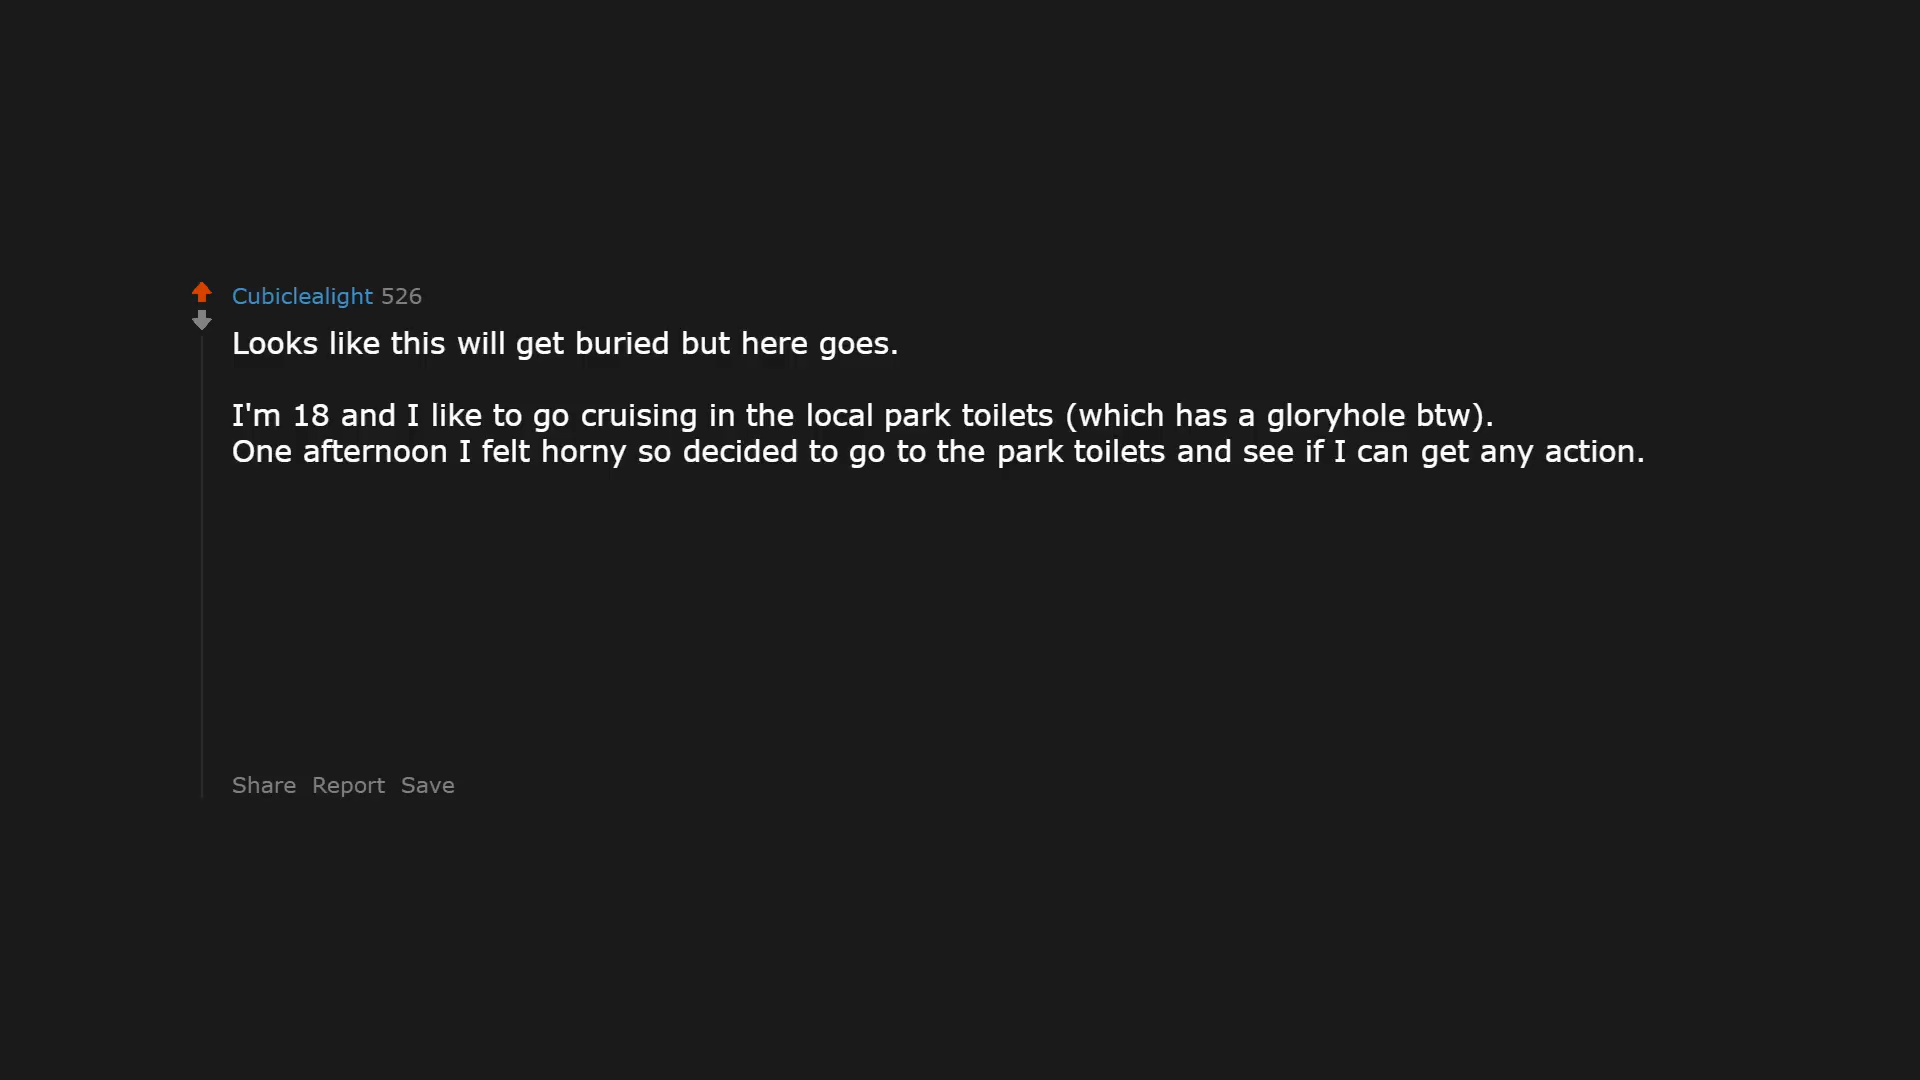 Cubiclealight 526
Looks like this will get buried but here goes.
I'm 18 and I like to go cruising in the local park toilets (which has a gloryhole btw).
One afternoon I felt horny so decided to go to the park toilets and see if I can get any action.
Share Report Save